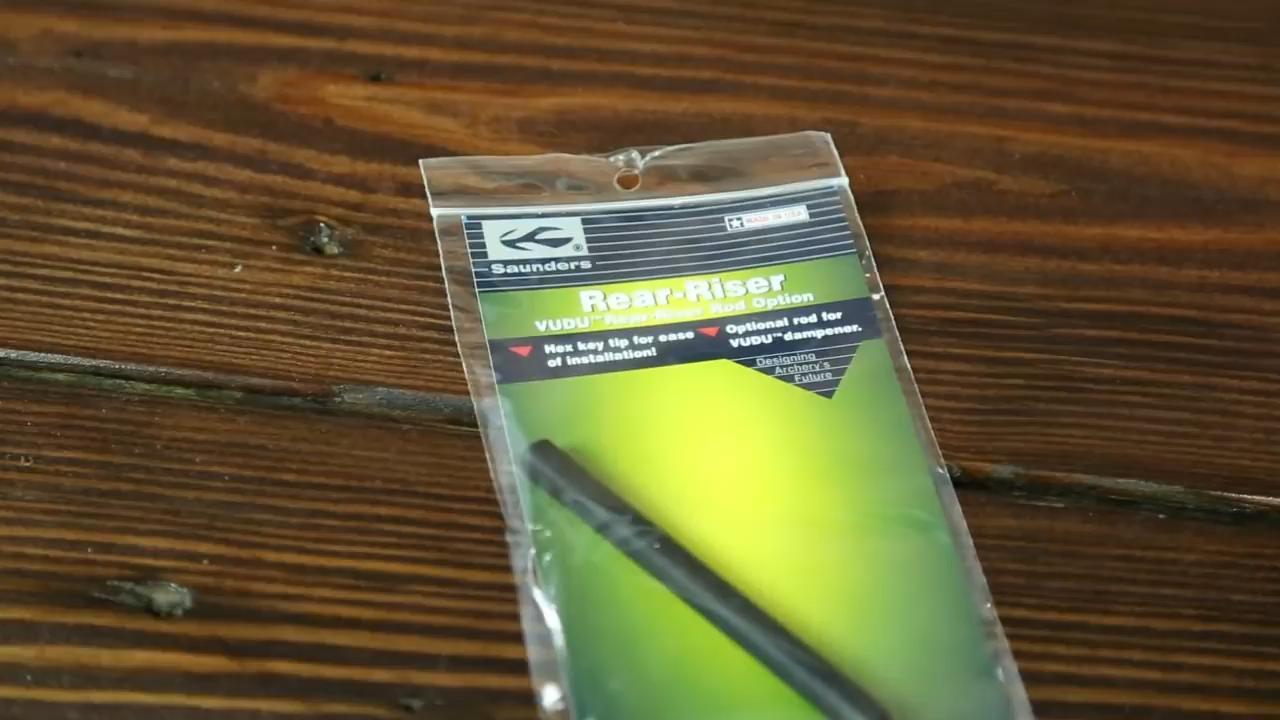 MADE IN USA
®
Saunders
Rear-Riser
VUDU™ Rear-Riser Rod Option
Hex key tip for ease
of installation!
Optional rod for
VUDU™ dampener.
Designing
Archery's
Future